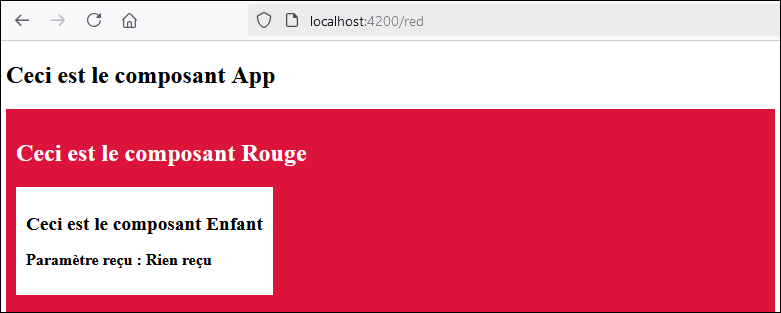 localhost:4200/red
Ceci est le composant App
Ceci est le composant Rouge
Ceci est le composant Enfant
Paramètre reçu : Rien reçu